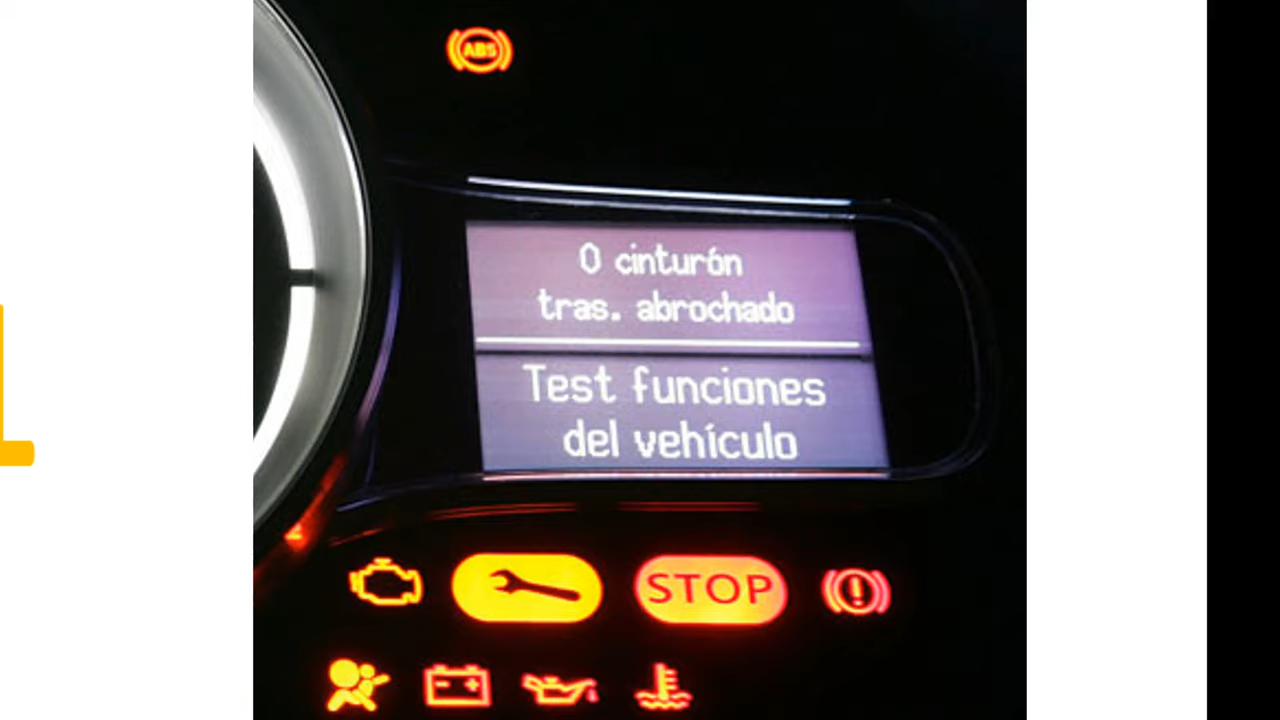 ABS
0 cinturón
tras. abrochado
Test funciones
del vehículo
STOP